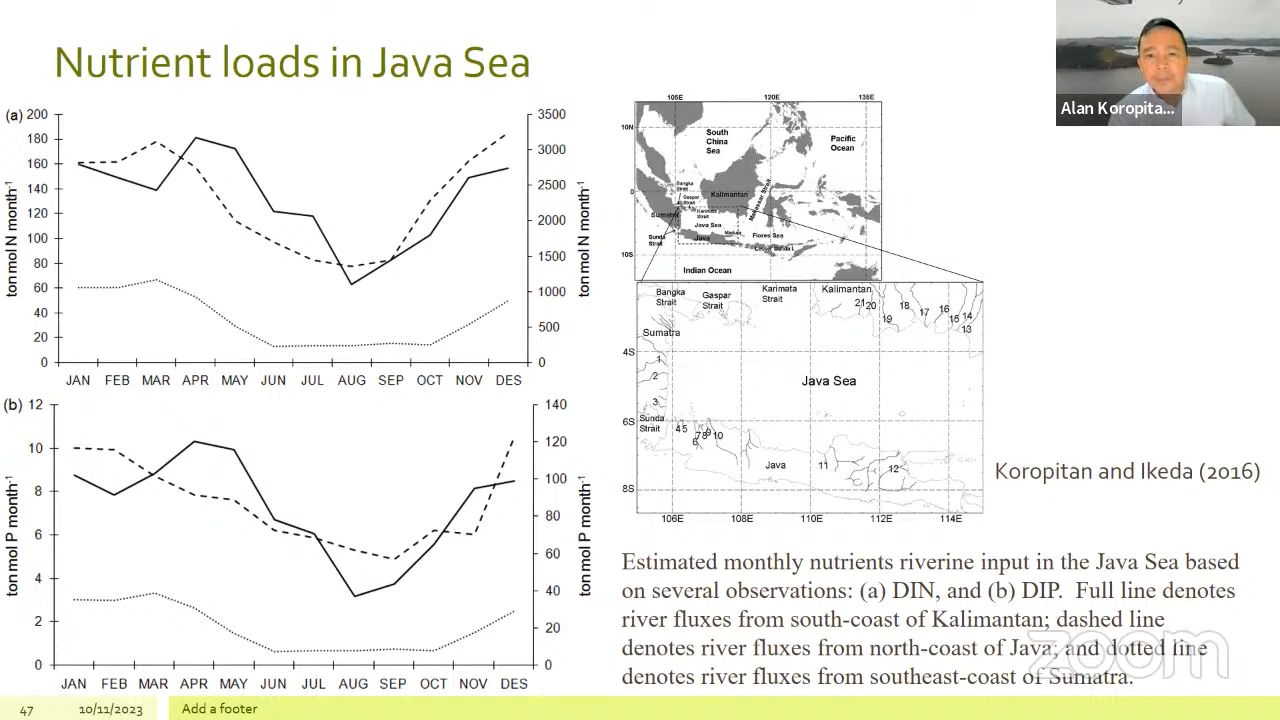 Nutrient loads in Java Sea
Alan Koropita...
(a)
200
180
160
140
120
100
80
60
40
20
0
3500
3000
2500
2000
1500
1000
500
0
ton mol N month-1
ton mol N month-1
JAN FEB MAR APR MAY JUN JUL AUG SEP OCT NOV DES
(b)
12
10
8
6
4
2
0
140
120
100
80
60
40
20
0
ton mol P month-1
ton mol P month-1
JAN FEB MAR APR MAY JUN JUL AUG SEP OCT NOV DES
105E 120E 135E
10N
0
10S
South
China
Sea
Pacific
Ocean
Bangka
Strait
Gaspar
Strait
Karimata
Strait
Kalimantan
Makassar Strait
Sumatra
Java Sea
Sunda
Strait
Java
Madura
Flores Sea
Lesser Sunda I.
Indian Ocean
Bangka
Strait
Gaspar
Strait
Karimata
Strait
Kalimantan
21 20 19 18 17 16 15 14 13
Sumatra
4S
1
2
3
Java Sea
6S
Sunda
Strait
4 5 6 7 8 9 10
Java
11
12
8S
106E 108E 110E 112E 114E
Koropitan and Ikeda (2016)
Estimated monthly nutrients riverine input in the Java Sea based
on several observations: (a) DIN, and (b) DIP. Full line denotes
river fluxes from south-coast of Kalimantan; dashed line
denotes river fluxes from north-coast of Java; and dotted line
denotes river fluxes from southeast-coast of Sumatra.
zoom
47 10/11/2023 Add a footer